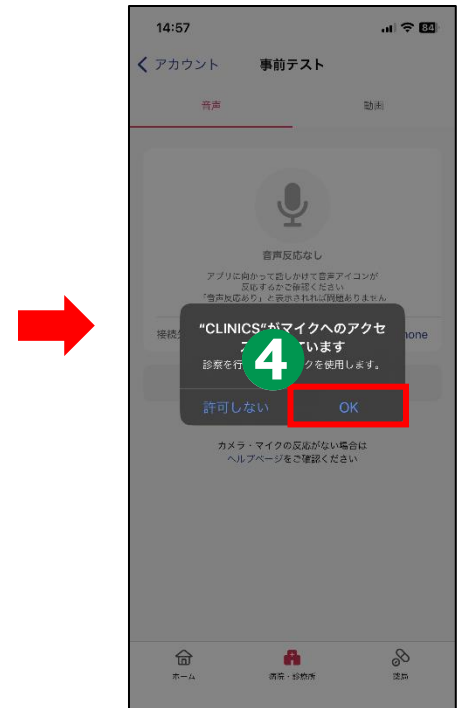 14:57
84
アカウント
事前テスト
音声
動画
音声反応なし
アプリに向かって話しかけて音声アイコンが
反応するかご確認ください
「音声反応あり」と表示されれば問題ありません
接続
hone
"CLINICS"がマイクへのアクセ
ています
診察を行
クを使用します。
4
許可しない
OK
カメラ・マイクの反応がない場合は
ヘルプページをご確認ください
ホーム
病院・診療所
薬局